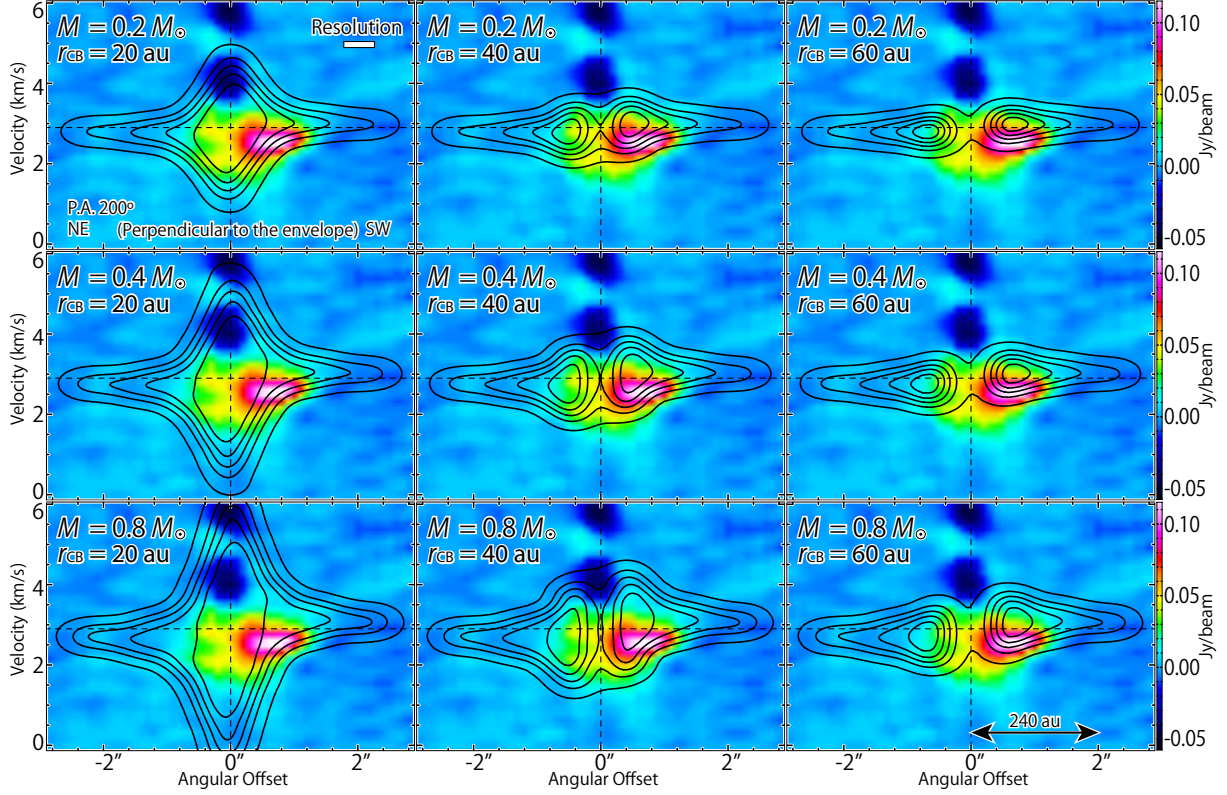 M = 0.2 M☉
r_CB = 20 au
Resolution
M = 0.2 M☉
r_CB = 40 au
M = 0.2 M☉
r_CB = 60 au
6
4
2
0
Velocity (km/s)
P.A. 200º
NE (Perpendicular to the envelope) SW
0.10
0.05
0.00
-0.05
Jy/beam
M = 0.4 M☉
r_CB = 20 au
M = 0.4 M☉
r_CB = 40 au
M = 0.4 M☉
r_CB = 60 au
6
4
2
0
Velocity (km/s)
0.10
0.05
0.00
-0.05
Jy/beam
M = 0.8 M☉
r_CB = 20 au
M = 0.8 M☉
r_CB = 40 au
M = 0.8 M☉
r_CB = 60 au
6
4
2
0
Velocity (km/s)
240 au
0.10
0.05
0.00
-0.05
Jy/beam
-2″ 0″ 2″
Angular Offset
-2″ 0″ 2″
Angular Offset
-2″ 0″ 2″
Angular Offset